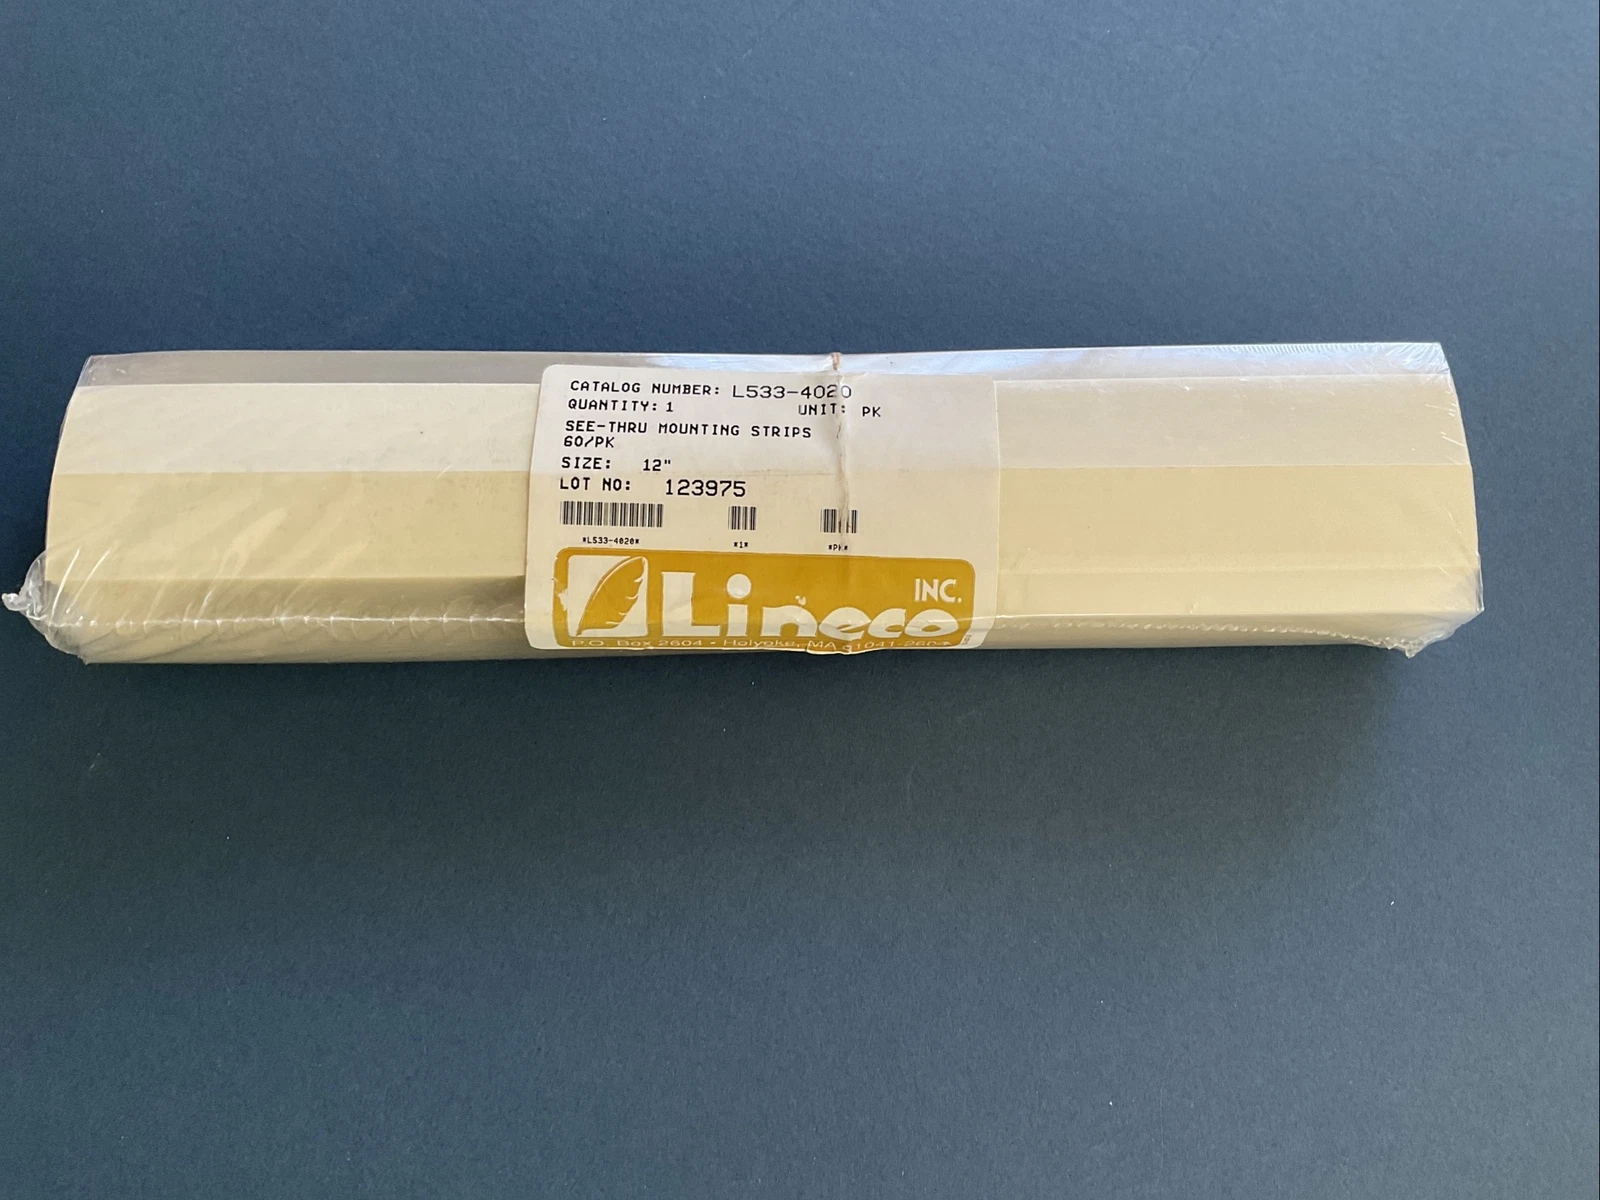 CATALOG NUMBER: L533-4020
QUANTITY: 1 UNIT: PK
SEE-THRU MOUNTING STRIPS
60/PK
SIZE: 12"
LOT NO: 123975
*L533-4020* *1* *PK*
Lineco INC.
P.O. Box 2604 • Holyoke, MA